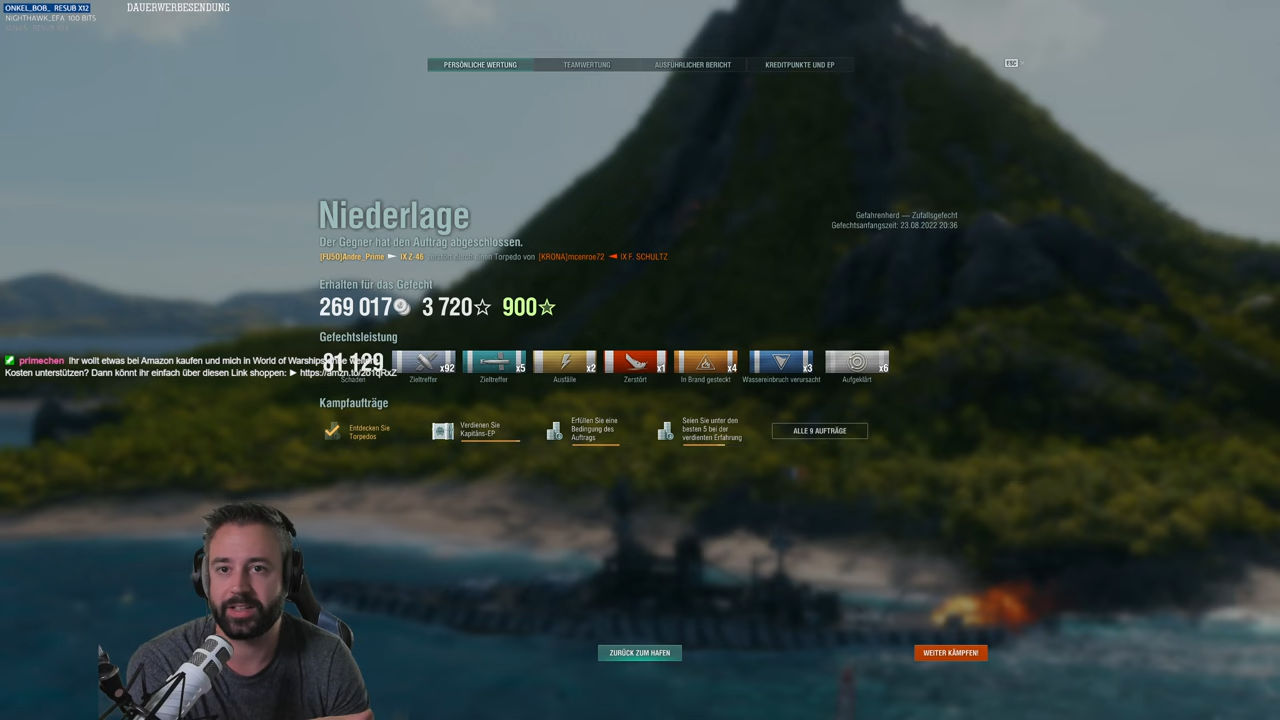 ONKEL_BOB_ RESUB X12
DAUERWERBESENDUNG
NIGHTHAWK_EFA 100 BITS
PERSÖNLICHE WERTUNG
TEAMWERTUNG
AUSFÜHRLICHER BERICHT
KREDITPUNKTE UND EP
Niederlage
Gefahrenherd — Zufallsgefecht
Gefechtsanfangszeit: 23.08.2022 20:36
Der Gegner hat den Auftrag abgeschlossen.
[FU5O]Andre_Prime IX Z-46 zerstört durch einen Torpedo von [KRONA]mcenroe72 IX F. SCHULTZ
Erhalten für das Gefecht
269 017 3 720 900
Gefechtsleistung
81 129 x92 x5 x2 x1 x4 x3 x6
primechen Ihr wollt etwas bei Amazon kaufen und mich in World of Warships
Kosten unterstützen? Dann könnt ihr einfach über diesen Link shoppen: ►
Schaden
Zieltreffer
Zieltreffer
Ausfälle
Zerstört
In Brand gesteckt
Wassereinbruch verursacht
Aufgeklärt
Kampfaufträge
Entdecken Sie
Torpedos
Verdienen Sie
Kapitäns-EP
Erfüllen Sie eine
Bedingung des
Auftrags
Seien Sie unter den
besten 5 bei der
verdienten Erfahrung
ALLE 9 AUFTRÄGE
ZURÜCK ZUM HAFEN
WEITER KÄMPFEN!